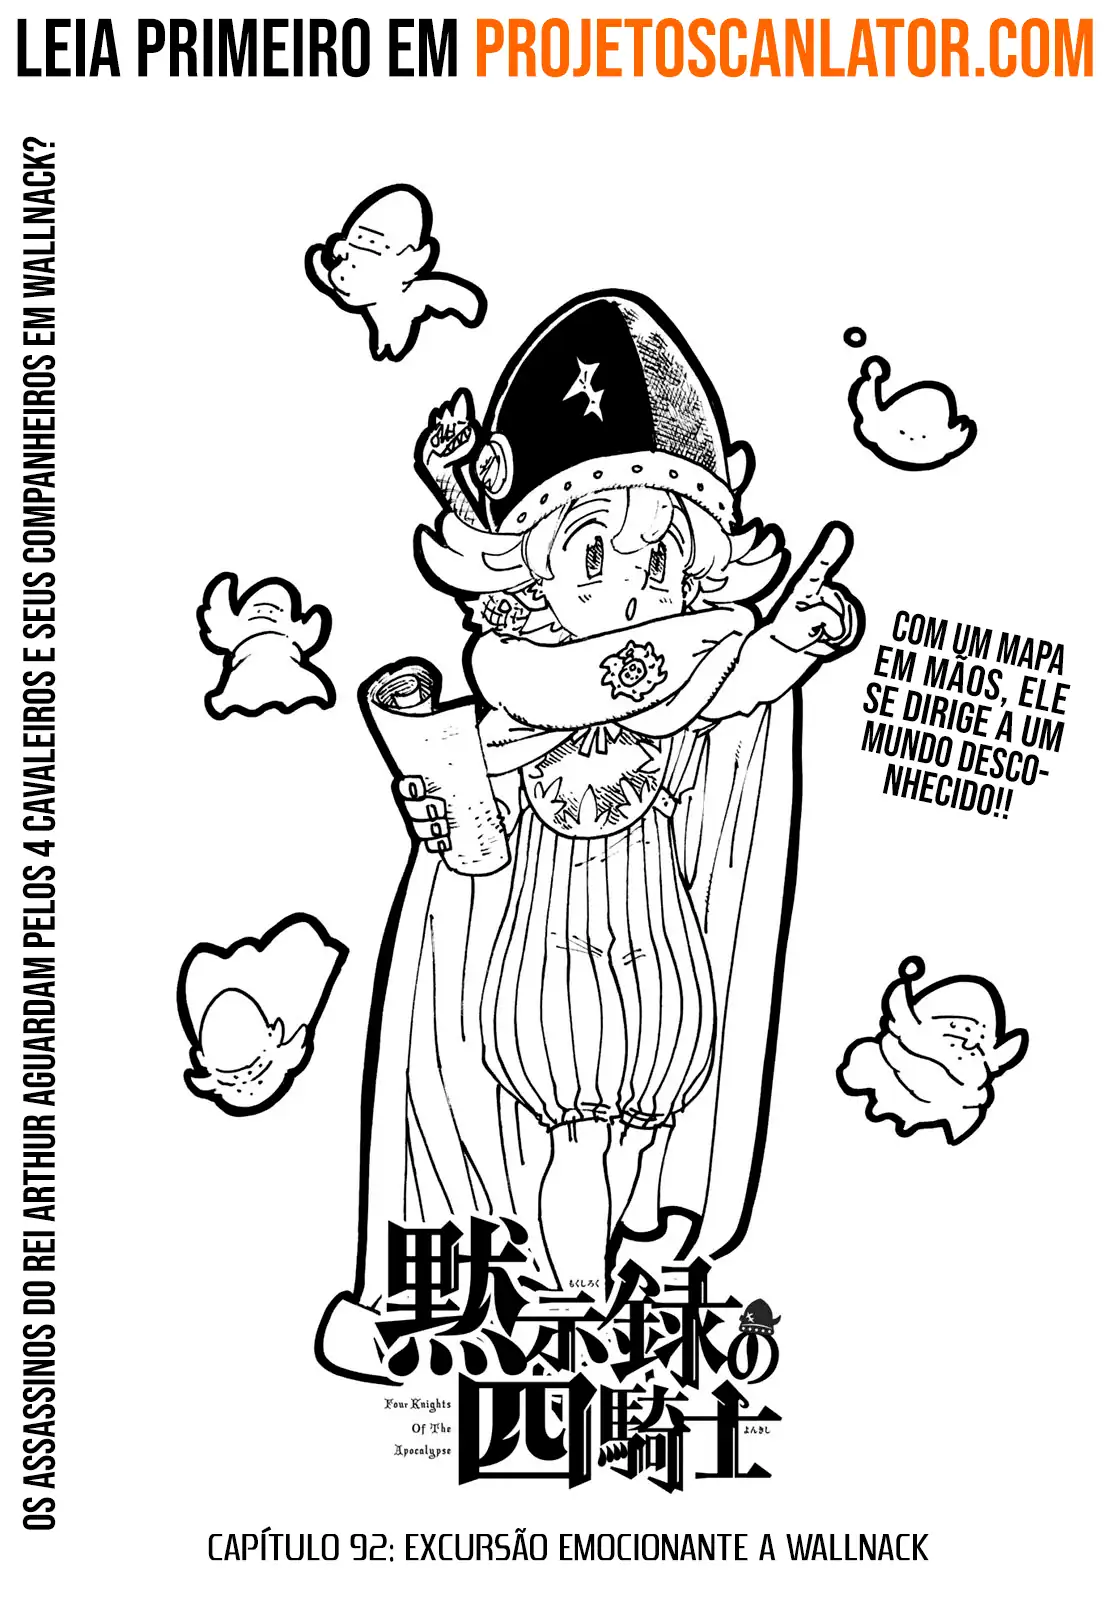 LEIA PRIMEIRO EM PROJETOSCANLATOR.COM
OS ASSASSINOS DO REI ARTHUR AGUARDAM PELOS 4 CAVALEIROS E SEUS COMPANHEIROS EM WALLNACK?
COM UM MAPA
EM MÃOS, ELE
SE DIRIGE A UM
MUNDO DESCO-
NHECIDO!!
もくしろく
黙示録の
Four Knights
Of The
Apocalypse
四騎士
よんきし
CAPÍTULO 92: EXCURSÃO EMOCIONANTE A WALLNACK